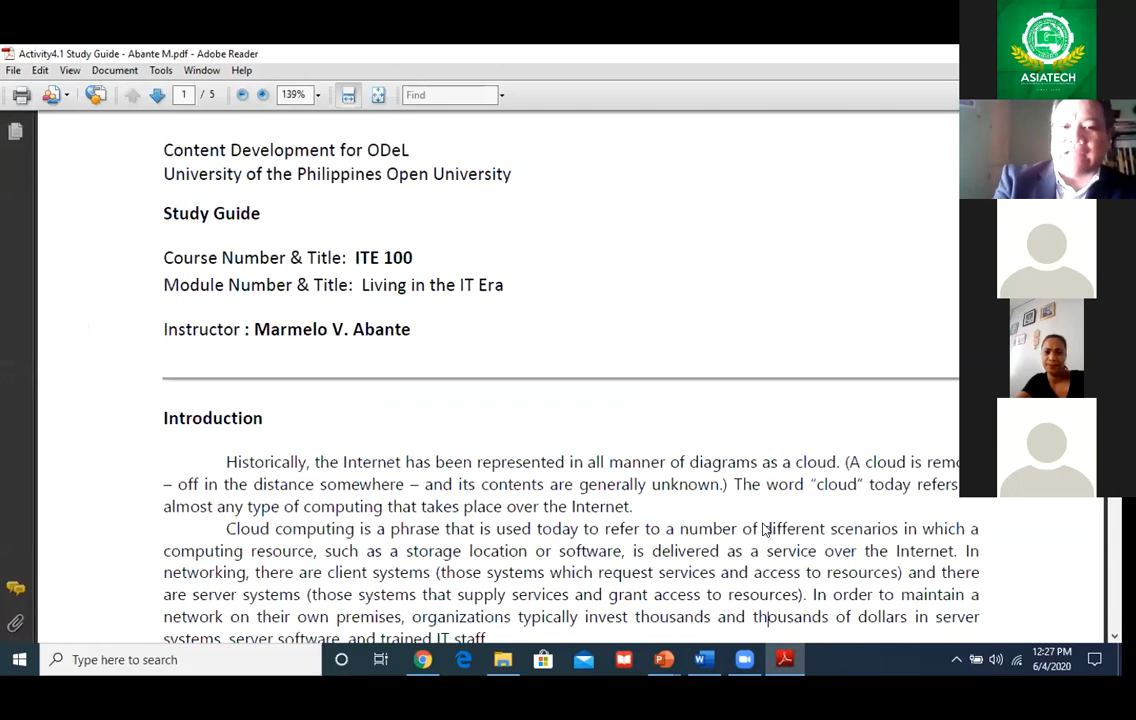 Activity4.1 Study Guide - Abante M.pdf - Adobe Reader
File Edit View Document Tools Window Help
1 / 5 139% Find
Content Development for ODeL
University of the Philippines Open University
Study Guide
Course Number & Title: ITE 100
Module Number & Title: Living in the IT Era
Instructor : Marmelo V. Abante
Introduction
Historically, the Internet has been represented in all manner of diagrams as a cloud. (A cloud is
– off in the distance somewhere – and its contents are generally unknown.) The word “cloud” today refers
almost any type of computing that takes place over the Internet.
Cloud computing is a phrase that is used today to refer to a number of different scenarios in which a
computing resource, such as a storage location or software, is delivered as a service over the Internet. In
networking, there are client systems (those systems which request services and access to resources) and there
are server systems (those systems that supply services and grant access to resources). In order to maintain a
network on their own premises, organizations typically invest thousands and thousands of dollars in server
systems, server software, and trained IT staff.
ASIATECH
Type here to search
12:27 PM
6/4/2020